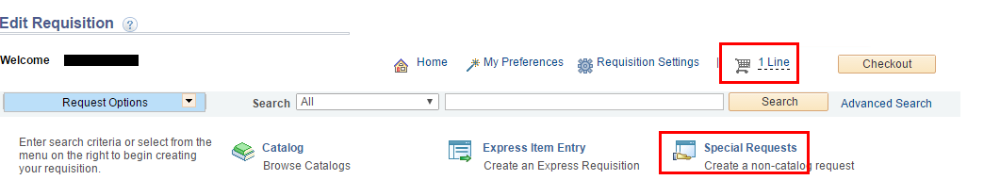 Edit Requisition ?
Welcome
Home My Preferences Requisition Settings | 1 Line Checkout
Request Options Search All Search Advanced Search
Enter search criteria or select from the
menu on the right to begin creating
your requisition.
Catalog
Browse Catalogs
Express Item Entry
Create an Express Requisition
Special Requests
Create a non-catalog request